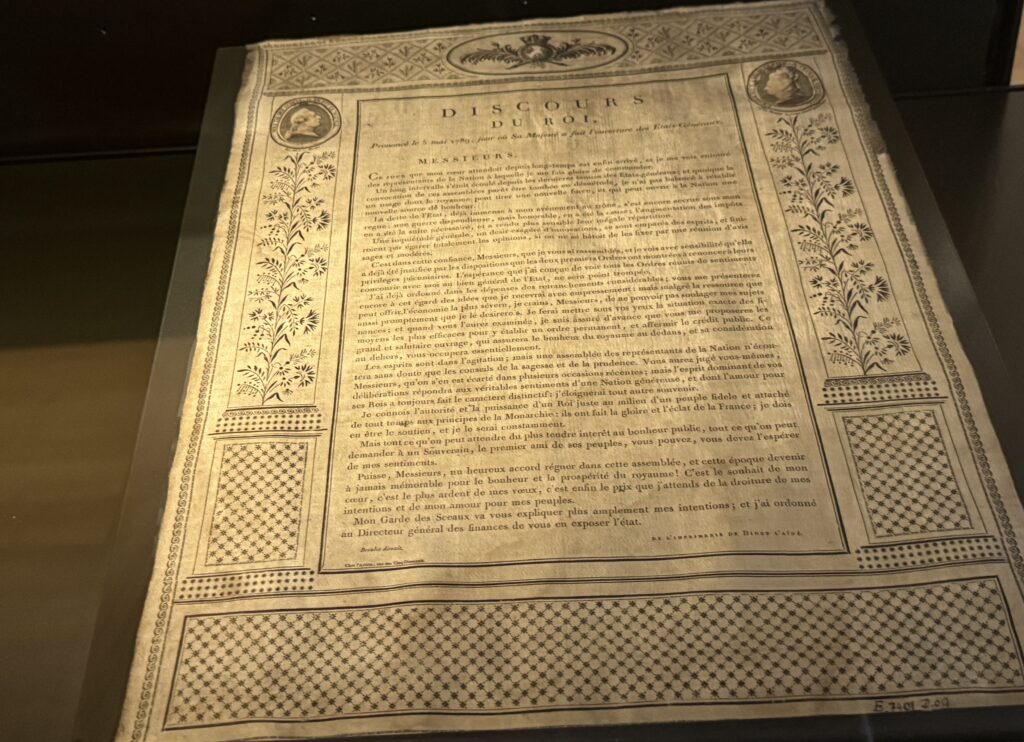 DISCOURS
DU ROI,
Prononcé le 5 mai 1789, jour où Sa Majesté a fait l'ouverture des Etats-Généraux.
MESSIEURS,
CE jour que mon cœur attendoit depuis long-temps est enfin arrivé, et je me vois entouré
des représentants de la Nation à laquelle je me fais gloire de commander.
Un long intervalle s'étoit écoulé depuis les dernieres tenues des Etats-généraux; et quoique la
convocation de ces assemblées parût être tombée en désuétude, je n'ai pas balancé à rétablir
un usage dont le royaume peut tirer une nouvelle force, et qui peut ouvrir à la Nation une
nouvelle source de bonheur.
La dette de l'Etat, déja immense à mon avènement au trône, s'est encore accrue sous mon
regne: une guerre dispendieuse, mais honorable, en a été la cause; l'augmentation des impôts
en a été la suite nécessaire, et a rendu plus sensible leur inégale répartition.
Une inquiétude générale, un desir exagéré d'innovations, se sont emparés des esprits, et fini-
roient par égarer totalement les opinions, si on ne se hâtoit de les fixer par une réunion d'avis
sages et modérés.
C'est dans cette confiance, Messieurs, que je vous ai rassemblés, et je vois avec sensibilité qu'elle
a déja été justifiée par les dispositions que les deux premiers Ordres ont montrées à renoncer à leurs
privileges pécuniaires. L'espérance que j'ai conçue de voir tous les Ordres réunis de sentiments
concourir avec moi au bien général de l'Etat, ne sera point trompée.
J'ai déja ordonné dans les dépenses des retranchements considérables; vous me présenterez
encore à cet égard des idées que je recevrai avec empressement: mais malgré la ressource que
peut offrir l'économie la plus sévere, je crains, Messieurs, de ne pouvoir pas soulager mes sujets
aussi promptement que je le desirerois. Je ferai mettre sous vos yeux la situation exacte des fi-
nances; et quand vous l'aurez examinée, je suis assuré d'avance que vous me proposerez les
moyens les plus efficaces pour y établir un ordre permanent, et affermir le crédit public. Ce
grand et salutaire ouvrage, qui assurera le bonheur du royaume au dedans, et sa considération
au dehors, vous occupera essentiellement.
Les esprits sont dans l'agitation; mais une assemblée des représentants de la Nation n'écou-
tera sans doute que les conseils de la sagesse et de la prudence. Vous aurez jugé vous-mêmes,
Messieurs, qu'on s'en est écarté dans plusieurs occasions récentes; mais l'esprit dominant de vos
délibérations répondra aux véritables sentiments d'une Nation généreuse, et dont l'amour pour
ses Rois a toujours fait le caractere distinctif: j'éloignerai tout autre souvenir.
Je connois l'autorité et la puissance d'un Roi juste au milieu d'un peuple fidele et attaché
de tout temps aux principes de la Monarchie: ils ont fait la gloire et l'éclat de la France; je dois
en être le soutien, et je le serai constamment.
Mais tout ce qu'on peut attendre du plus tendre interêt au bonheur public, tout ce qu'on peut
demander à un Souverain, le premier ami de ses peuples, vous pouvez, vous devez l'espérer
de mes sentiments.
Puisse, Messieurs, un heureux accord régner dans cette assemblée, et cette époque devenir
à jamais mémorable pour le bonheur et la prospérité du royaume! C'est le souhait de mon
cœur, c'est le plus ardent de mes vœux, c'est enfin le prix que j'attends de la droiture de mes
intentions et de mon amour pour mes peuples.
Mon Garde des Sceaux va vous expliquer plus amplement mes intentions; et j'ai ordonné
au Directeur général des finances de vous en exposer l'état.
DE L'IMPRIMERIE DE DIDOT L'AÎNÉ.